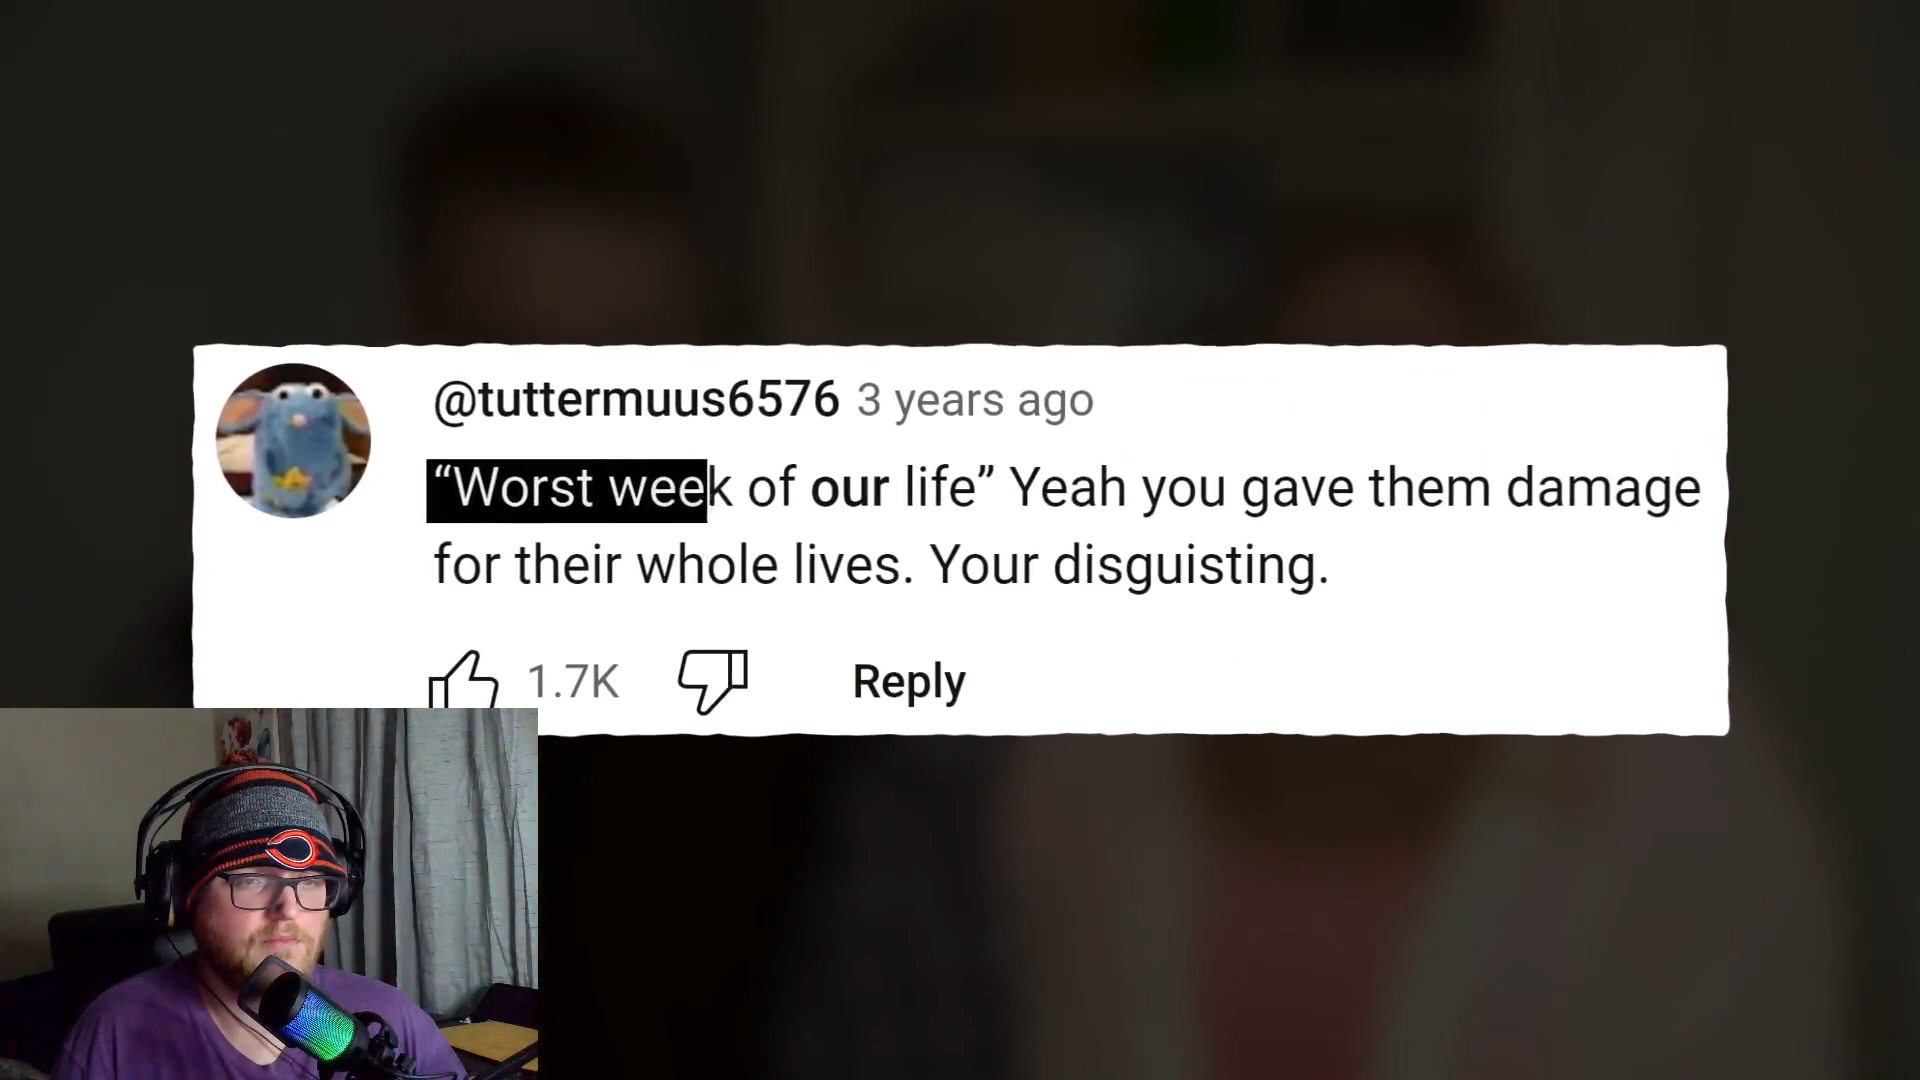 @tuttermuus6576 3 years ago
“Worst week of our life” Yeah you gave them damage
for their whole lives. Your disguisting.
1.7K Reply